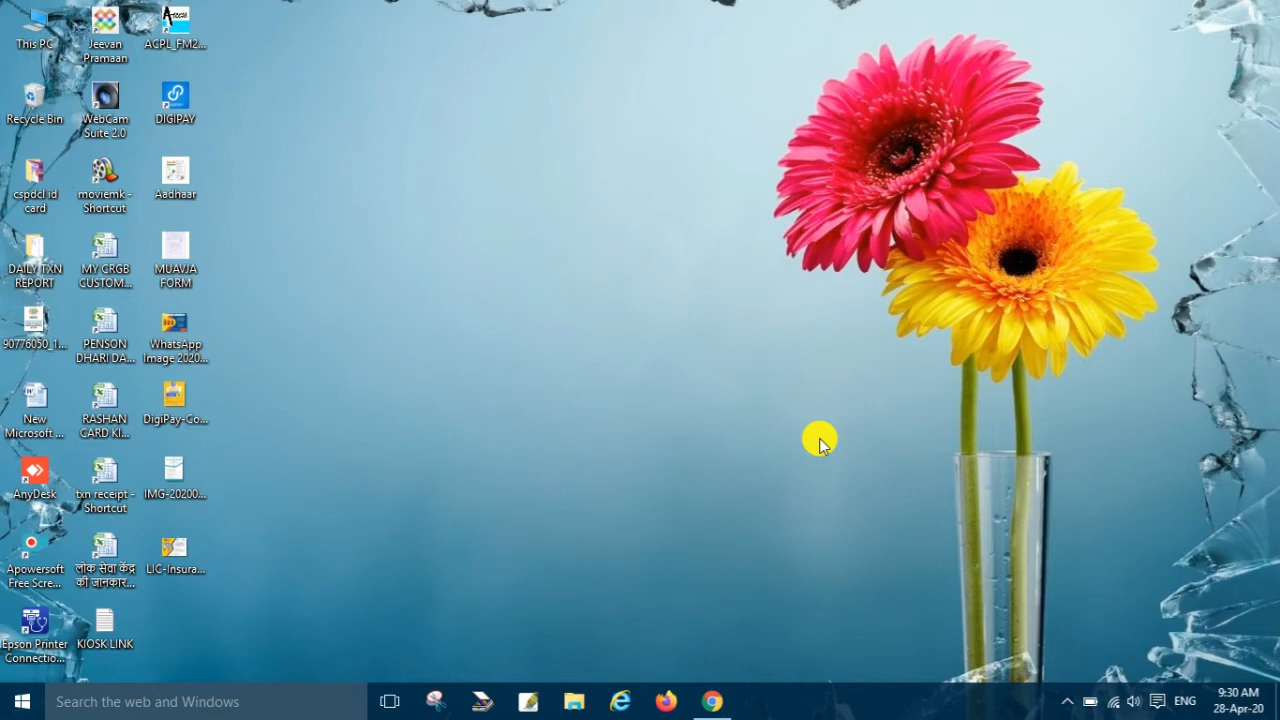 This PC
Jeevan
Pramaan
ACPL_FM2...
Recycle Bin
WebCam
Suite 2.0
DIGIPAY
cspdcl id
card
moviemk -
Shortcut
Aadhaar
DAILY TXN
REPORT
MY CRGB
CUSTOM...
MUAVJA
FORM
90776050_1...
PENSON
DHARI DA...
WhatsApp
Image 2020...
New
Microsoft ...
RASHAN
CARD KI...
DigiPay-Co...
AnyDesk
txn receipt -
Shortcut
IMG-20200...
Apowersoft
Free Scre...
लोक सेवा केंद्र
की जानकार...
LIC-Insura...
Epson Printer
Connectio...
KIOSK LINK
Search the web and Windows
ENG
9:30 AM
28-Apr-20